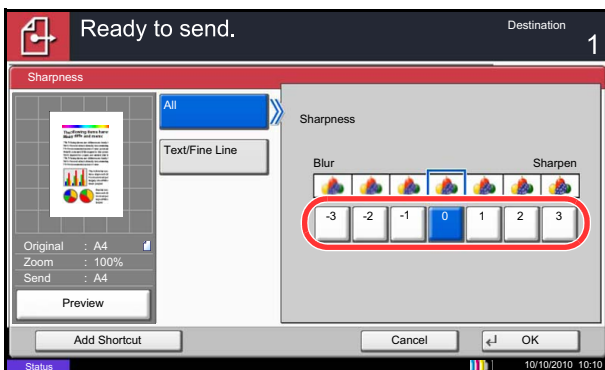 Ready to send.
Destination
1
Sharpness
All
Text/Fine Line
Sharpness
Blur
Sharpen
-3 -2 -1 0 1 2 3
Original : A4
Zoom : 100%
Send : A4
Preview
Add Shortcut
Cancel
OK
Status
10/10/2010 10:10